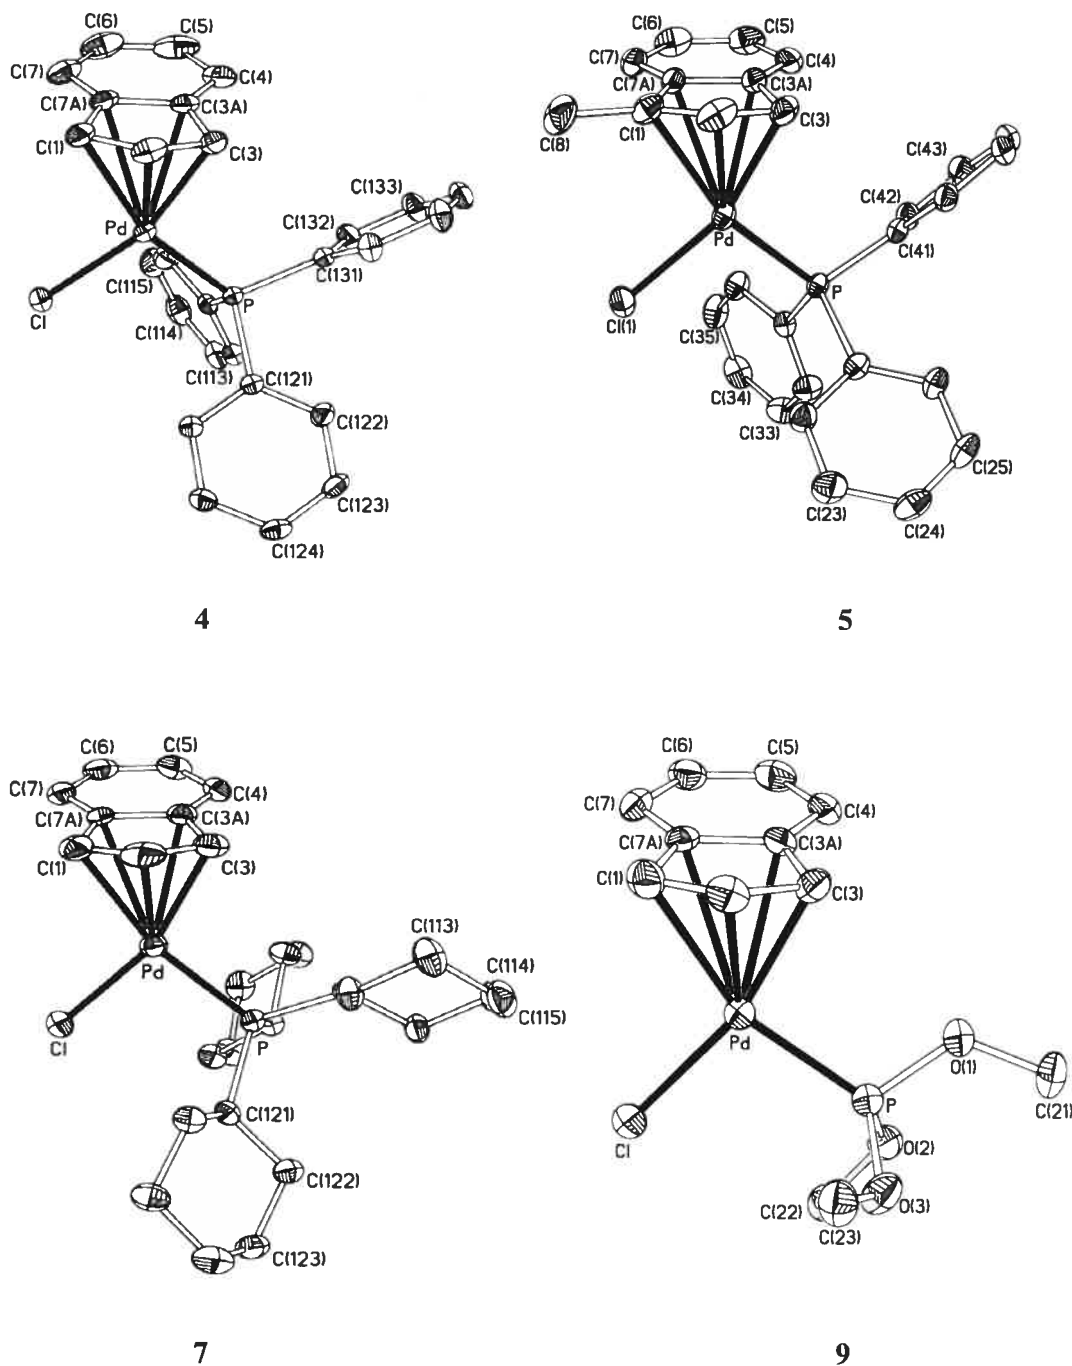 C(6)
C(5)
C(7)
C(4)
C(7A)
C(3A)
C(1)
C(3)
C(133)
C(132)
Pd
C(131)
C(115)
P
Cl
C(114)
C(113)
C(121)
C(122)
C(123)
C(124)
4
C(6)
C(5)
C(7)
C(4)
C(7A)
C(3A)
C(1)
C(3)
C(8)
C(43)
C(42)
Pd
C(41)
P
Cl(1)
C(35)
C(34)
C(33)
C(25)
C(23)
C(24)
5
C(6)
C(5)
C(7)
C(4)
C(7A)
C(3A)
C(1)
C(3)
C(113)
C(114)
Pd
C(115)
Cl
P
C(121)
C(122)
C(123)
7
C(6)
C(5)
C(7)
C(4)
C(7A)
C(3A)
C(1)
C(3)
Pd
O(1)
P
C(21)
Cl
O(2)
C(22)
O(3)
C(23)
9